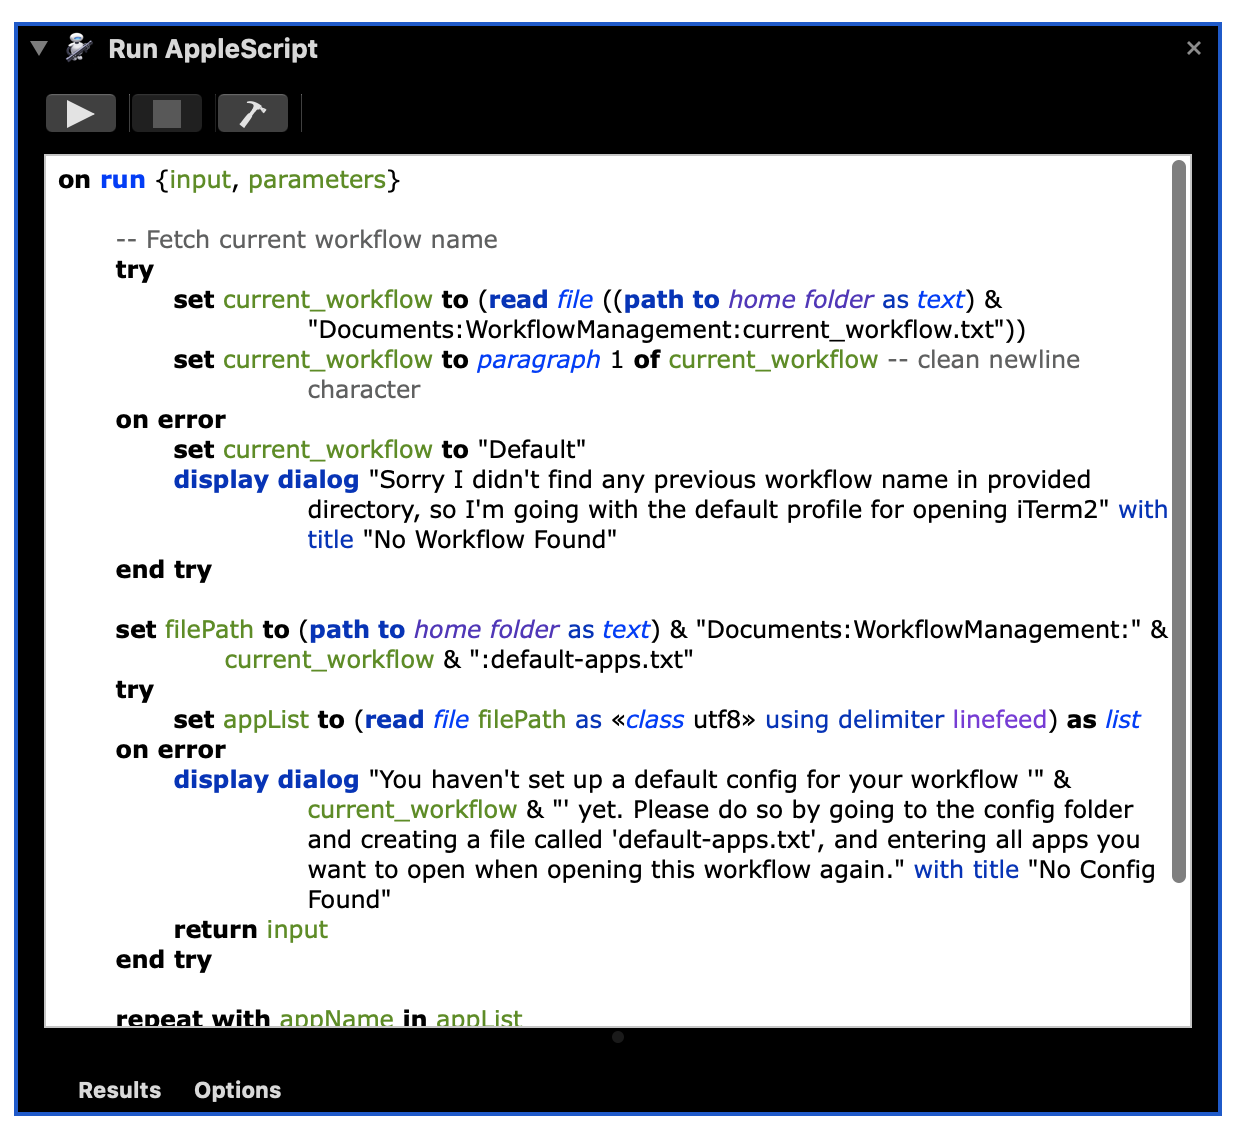 Run AppleScript
on run {input, parameters}
-- Fetch current workflow name
try
set current_workflow to (read file ((path to home folder as text) &
"Documents:WorkflowManagement:current_workflow.txt"))
set current_workflow to paragraph 1 of current_workflow -- clean newline
character
on error
set current_workflow to "Default"
display dialog "Sorry I didn't find any previous workflow name in provided
directory, so I'm going with the default profile for opening iTerm2" with
title "No Workflow Found"
end try
set filePath to (path to home folder as text) & "Documents:WorkflowManagement:" &
current_workflow & ":default-apps.txt"
try
set appList to (read file filePath as «class utf8» using delimiter linefeed) as list
on error
display dialog "You haven't set up a default config for your workflow '" &
current_workflow & "' yet. Please do so by going to the config folder
and creating a file called 'default-apps.txt', and entering all apps you
want to open when opening this workflow again." with title "No Config
Found"
return input
end try
repeat with appName in appList
Results Options